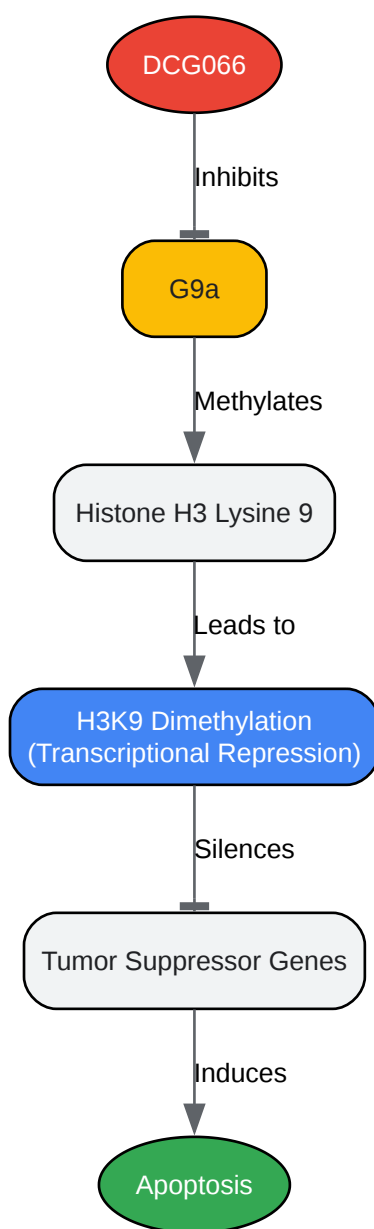 DCG066
Inhibits
G9a
Methylates
Histone H3 Lysine 9
Leads to
H3K9 Dimethylation
(Transcriptional Repression)
Silences
Tumor Suppressor Genes
Induces
Apoptosis